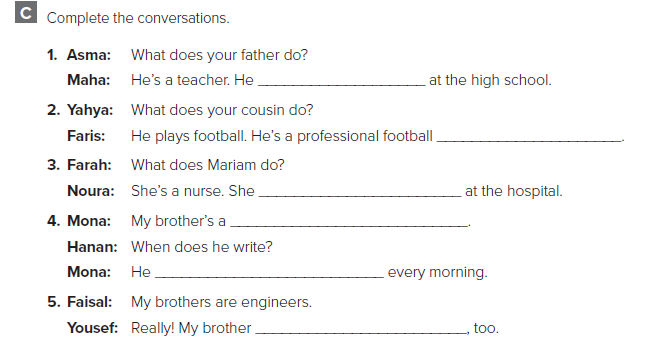 C Complete the conversations.
1. Asma: What does your father do?
Maha: He's a teacher. He ____________________ at the high school.
2. Yahya: What does your cousin do?
Faris: He plays football. He's a professional football ____________________.
3. Farah: What does Mariam do?
Noura: She's a nurse. She ____________________ at the hospital.
4. Mona: My brother's a ____________________.
Hanan: When does he write?
Mona: He ____________________ every morning.
5. Faisal: My brothers are engineers.
Yousef: Really! My brother ____________________, too.